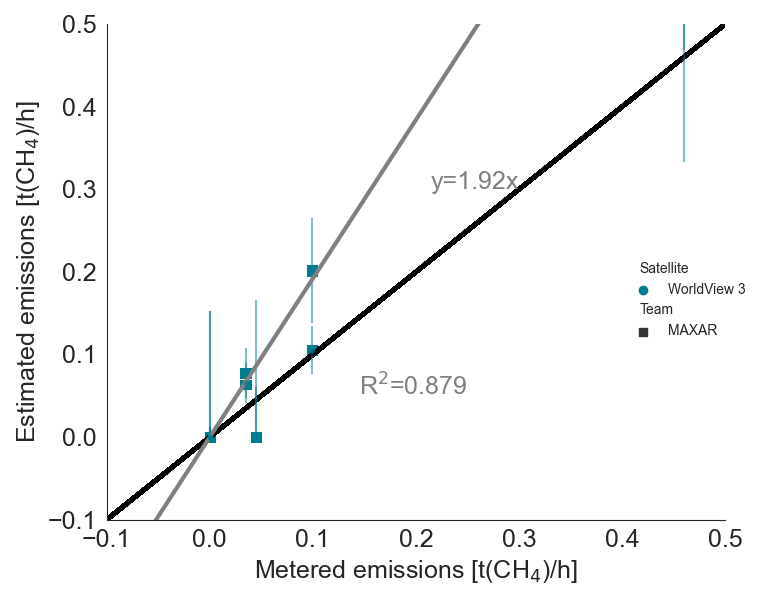 Estimated emissions [t(CH4)/h]
0.5
0.4
0.3
0.2
0.1
0.0
−0.1
y=1.92x
R2=0.879
Satellite
WorldView 3
Team
MAXAR
−0.1 0.0 0.1 0.2 0.3 0.4 0.5
Metered emissions [t(CH4)/h]